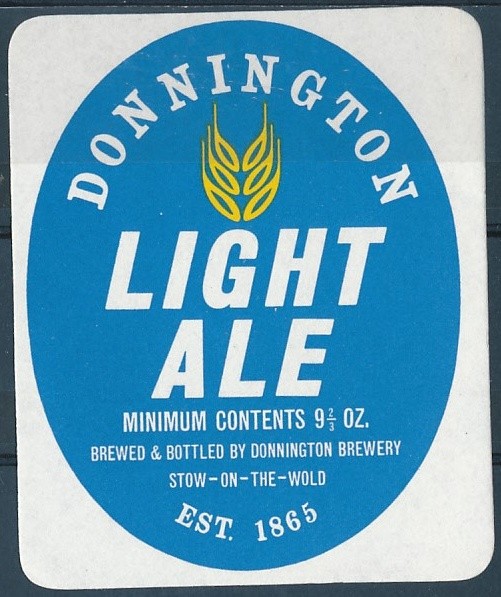 DONNINGTON
LIGHT
ALE
MINIMUM CONTENTS 9⅔ OZ.
BREWED & BOTTLED BY DONNINGTON BREWERY
STOW-ON-THE-WOLD
EST. 1865